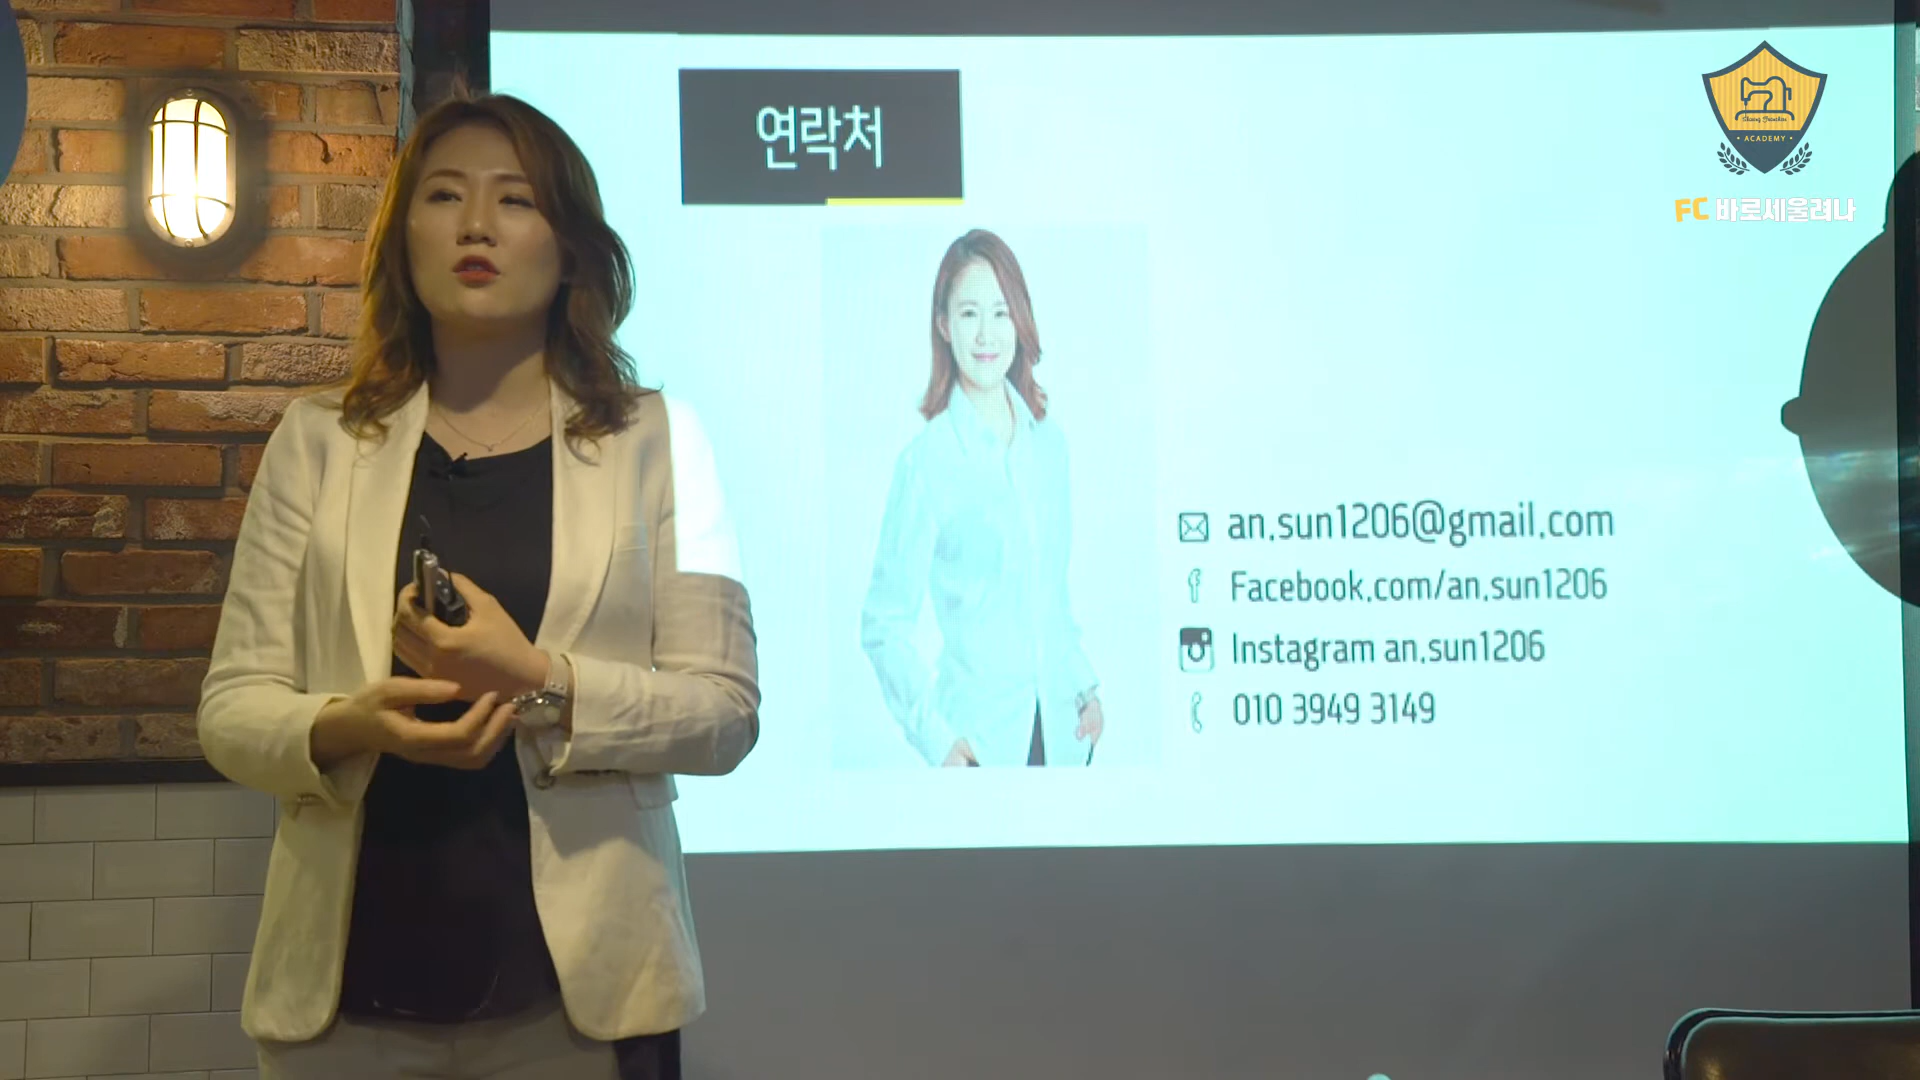 연락처
ACADEMY
FC 바로세울려나
an.sun1206@gmail.com
Facebook.com/an.sun1206
Instagram an.sun1206
010 3949 3149